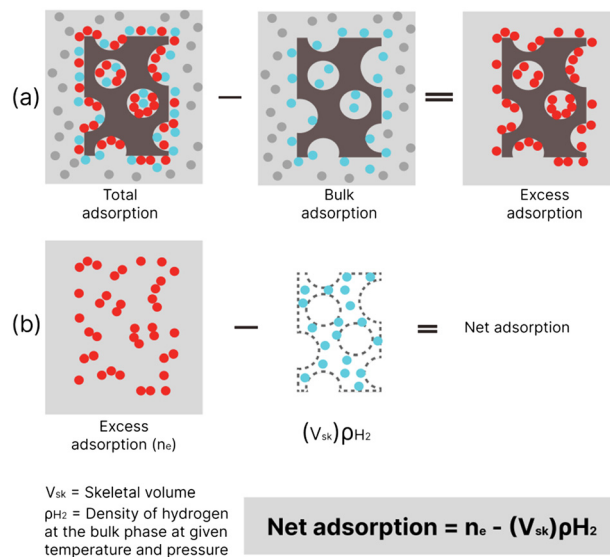 (a)
Total
adsorption
Bulk
adsorption
Excess
adsorption
(b)
Net adsorption
Excess
adsorption (nₑ)
(Vsk)ρH₂
Vsk = Skeletal volume
ρH₂ = Density of hydrogen
at the bulk phase at given
temperature and pressure
Net adsorption = nₑ - (Vsk)ρH₂